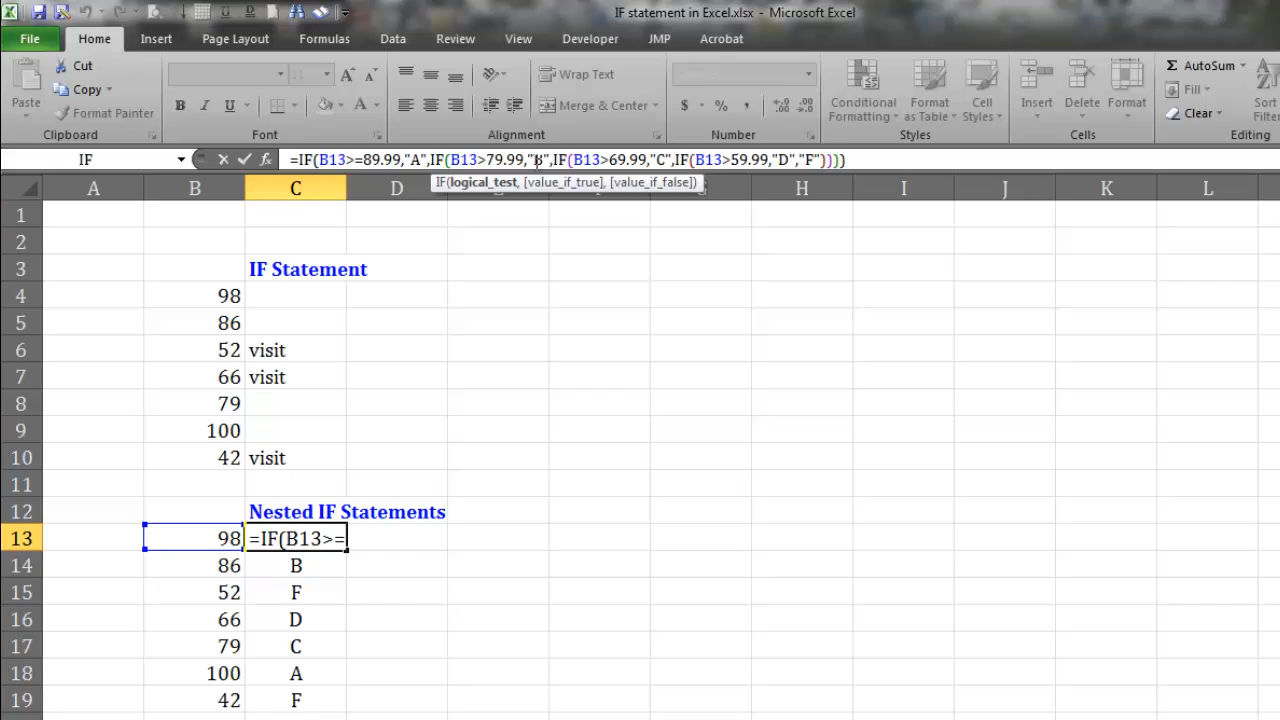 IF statement in Excel.xlsx - Microsoft Excel
File Home Insert Page Layout Formulas Data Review View Developer JMP Acrobat
Paste
Cut
Copy
Format Painter
B I U
A A
A
Wrap Text
Merge & Center
$ % ,
Conditional Formatting
Format as Table
Cell Styles
Insert Delete Format
Σ AutoSum
Fill
Clear
Sort
Filter
Clipboard Font Alignment Number Styles Cells Editing
IF fx =IF(B13>=89.99,"A",IF(B13>79.99,"B",IF(B13>69.99,"C",IF(B13>59.99,"D","F"))))
IF(logical_test, [value_if_true], [value_if_false])
A B C D H I J K L
1
2
3 IF Statement
4 98
5 86
6 52 visit
7 66 visit
8 79
9 100
10 42 visit
11
12 Nested IF Statements
13 98 =IF(B13>=
14 86 B
15 52 F
16 66 D
17 79 C
18 100 A
19 42 F